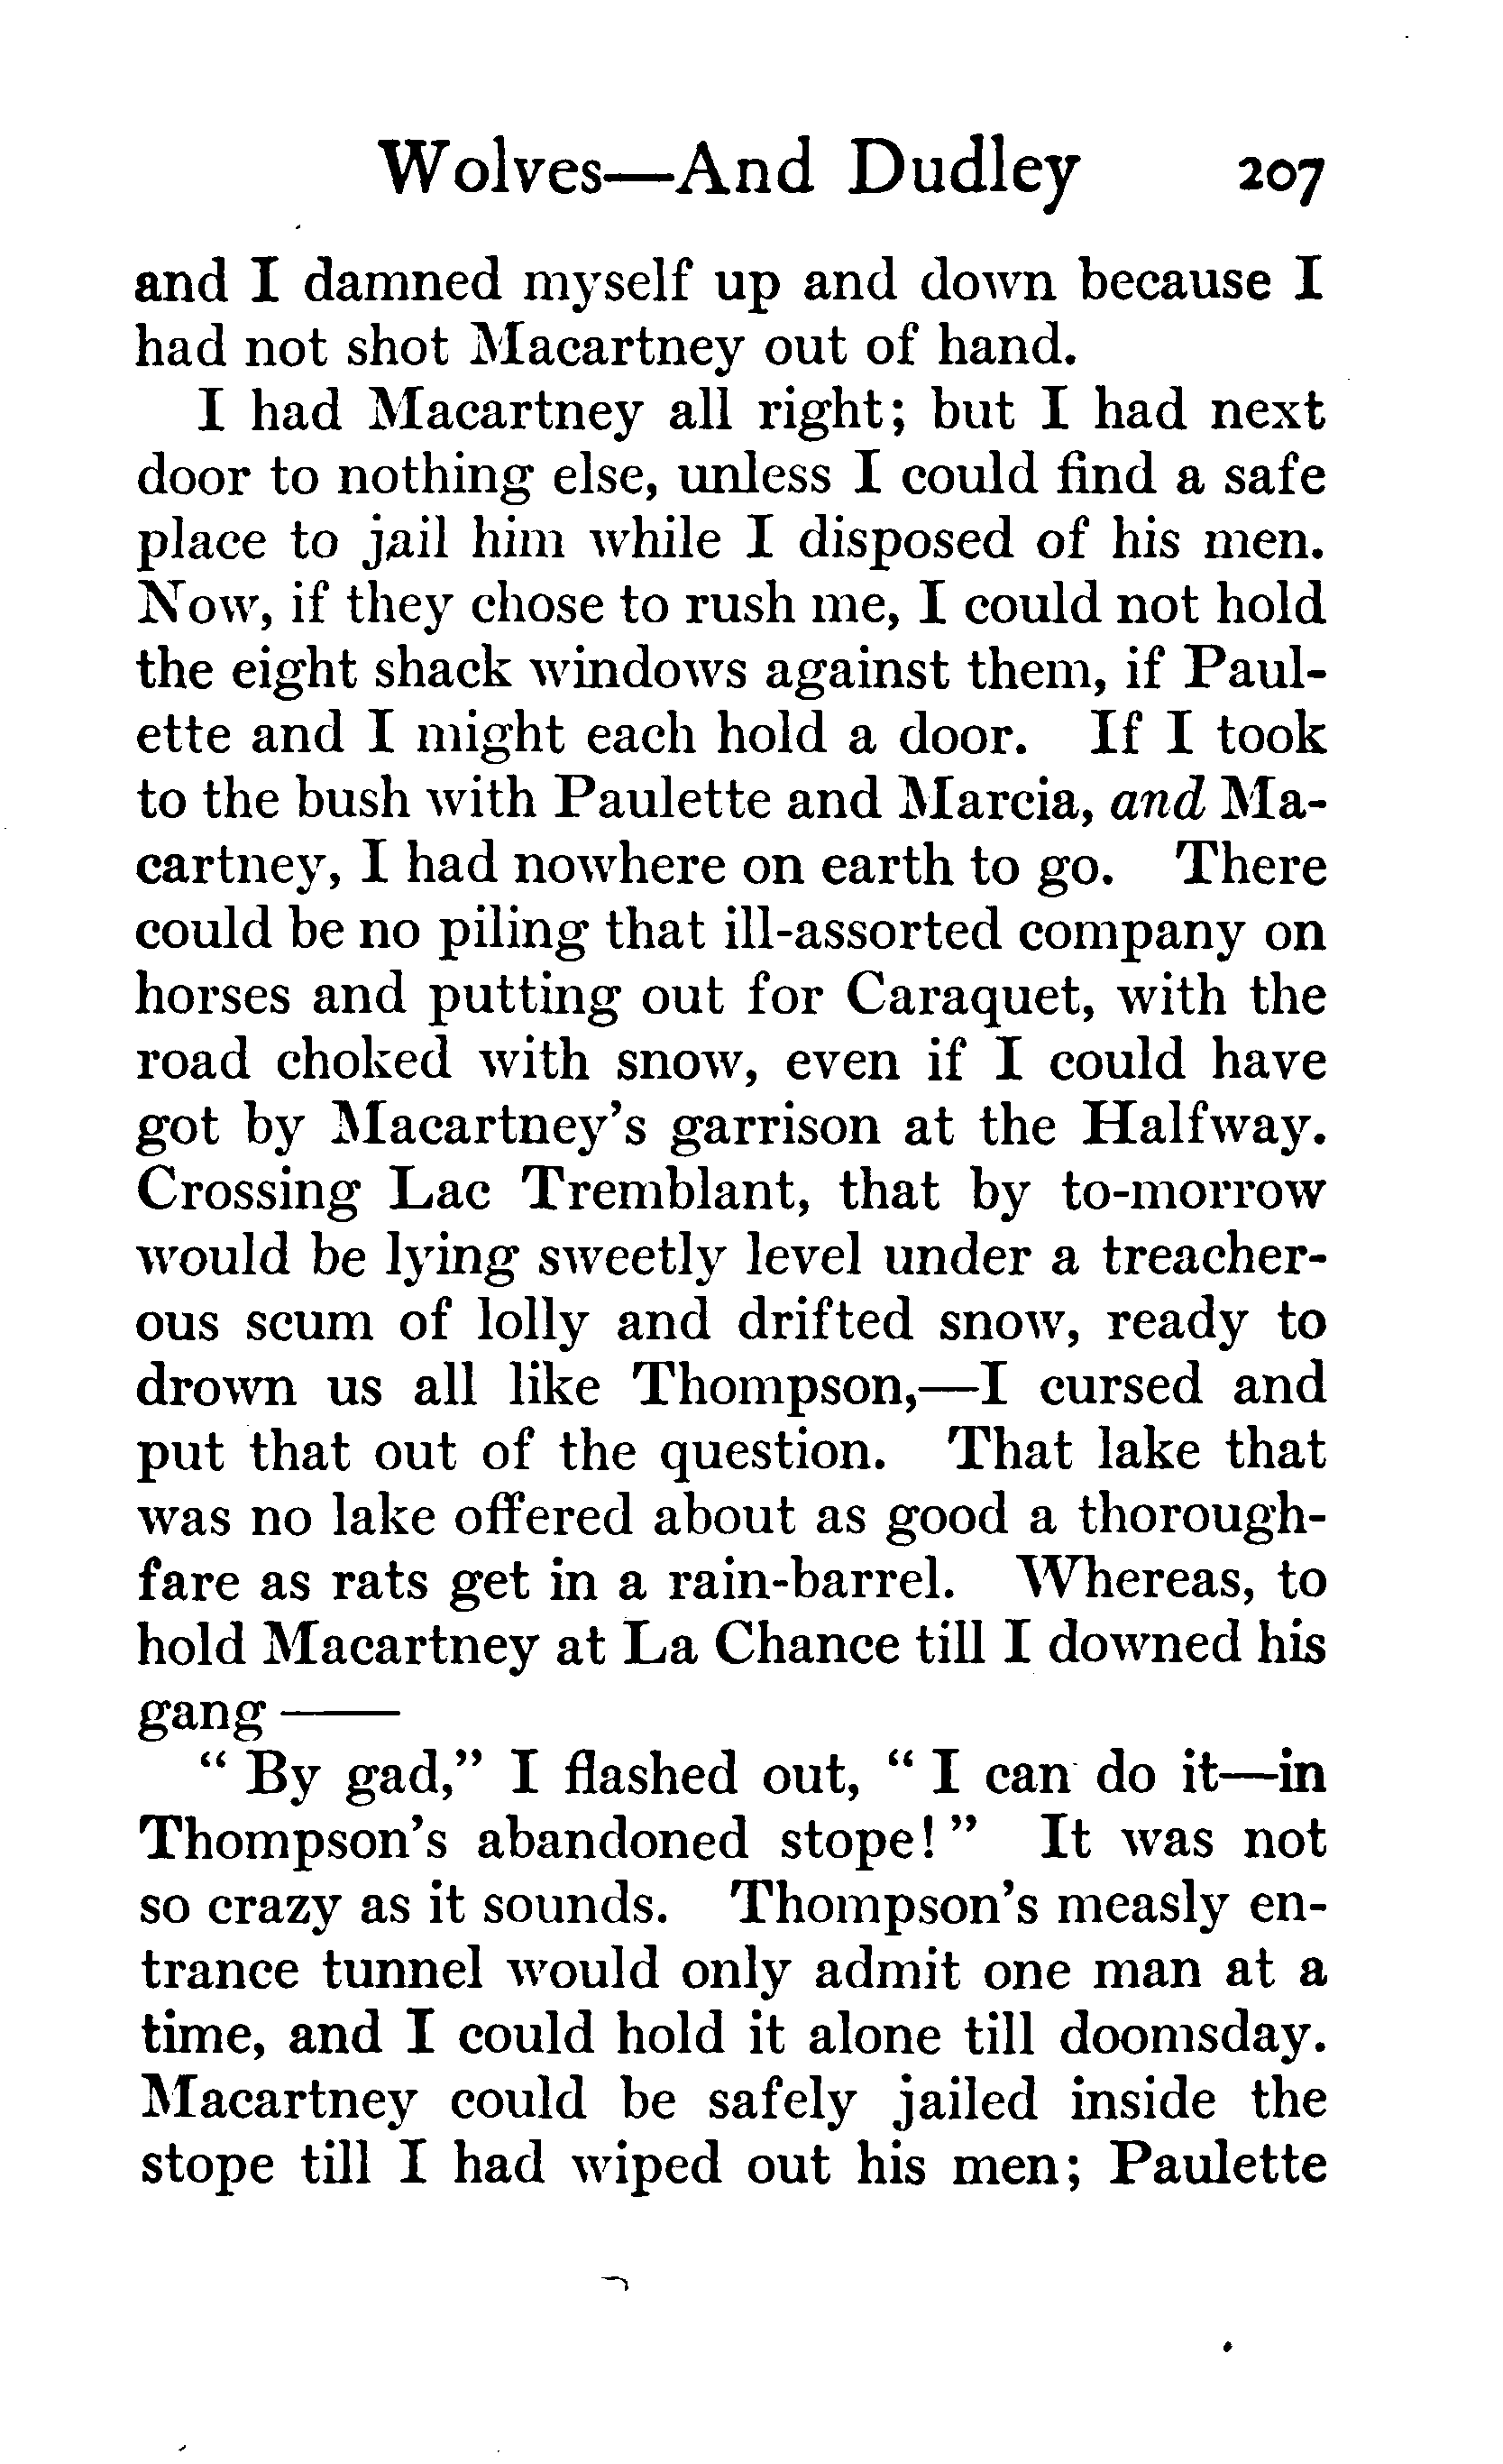 Wolves—And Dudley 207
and I damned myself up and down because I
had not shot Macartney out of hand.
I had Macartney all right; but I had next
door to nothing else, unless I could find a safe
place to jail him while I disposed of his men.
Now, if they chose to rush me, I could not hold
the eight shack windows against them, if Paul-
ette and I might each hold a door. If I took
to the bush with Paulette and Marcia, and Ma-
cartney, I had nowhere on earth to go. There
could be no piling that ill-assorted company on
horses and putting out for Caraquet, with the
road choked with snow, even if I could have
got by Macartney's garrison at the Halfway.
Crossing Lac Tremblant, that by to-morrow
would be lying sweetly level under a treacher-
ous scum of lolly and drifted snow, ready to
drown us all like Thompson,—I cursed and
put that out of the question. That lake that
was no lake offered about as good a thorough-
fare as rats get in a rain-barrel. Whereas, to
hold Macartney at La Chance till I downed his
gang ——
" By gad," I flashed out, " I can do it—in
Thompson's abandoned stope! " It was not
so crazy as it sounds. Thompson's measly en-
trance tunnel would only admit one man at a
time, and I could hold it alone till doomsday.
Macartney could be safely jailed inside the
stope till I had wiped out his men; Paulette